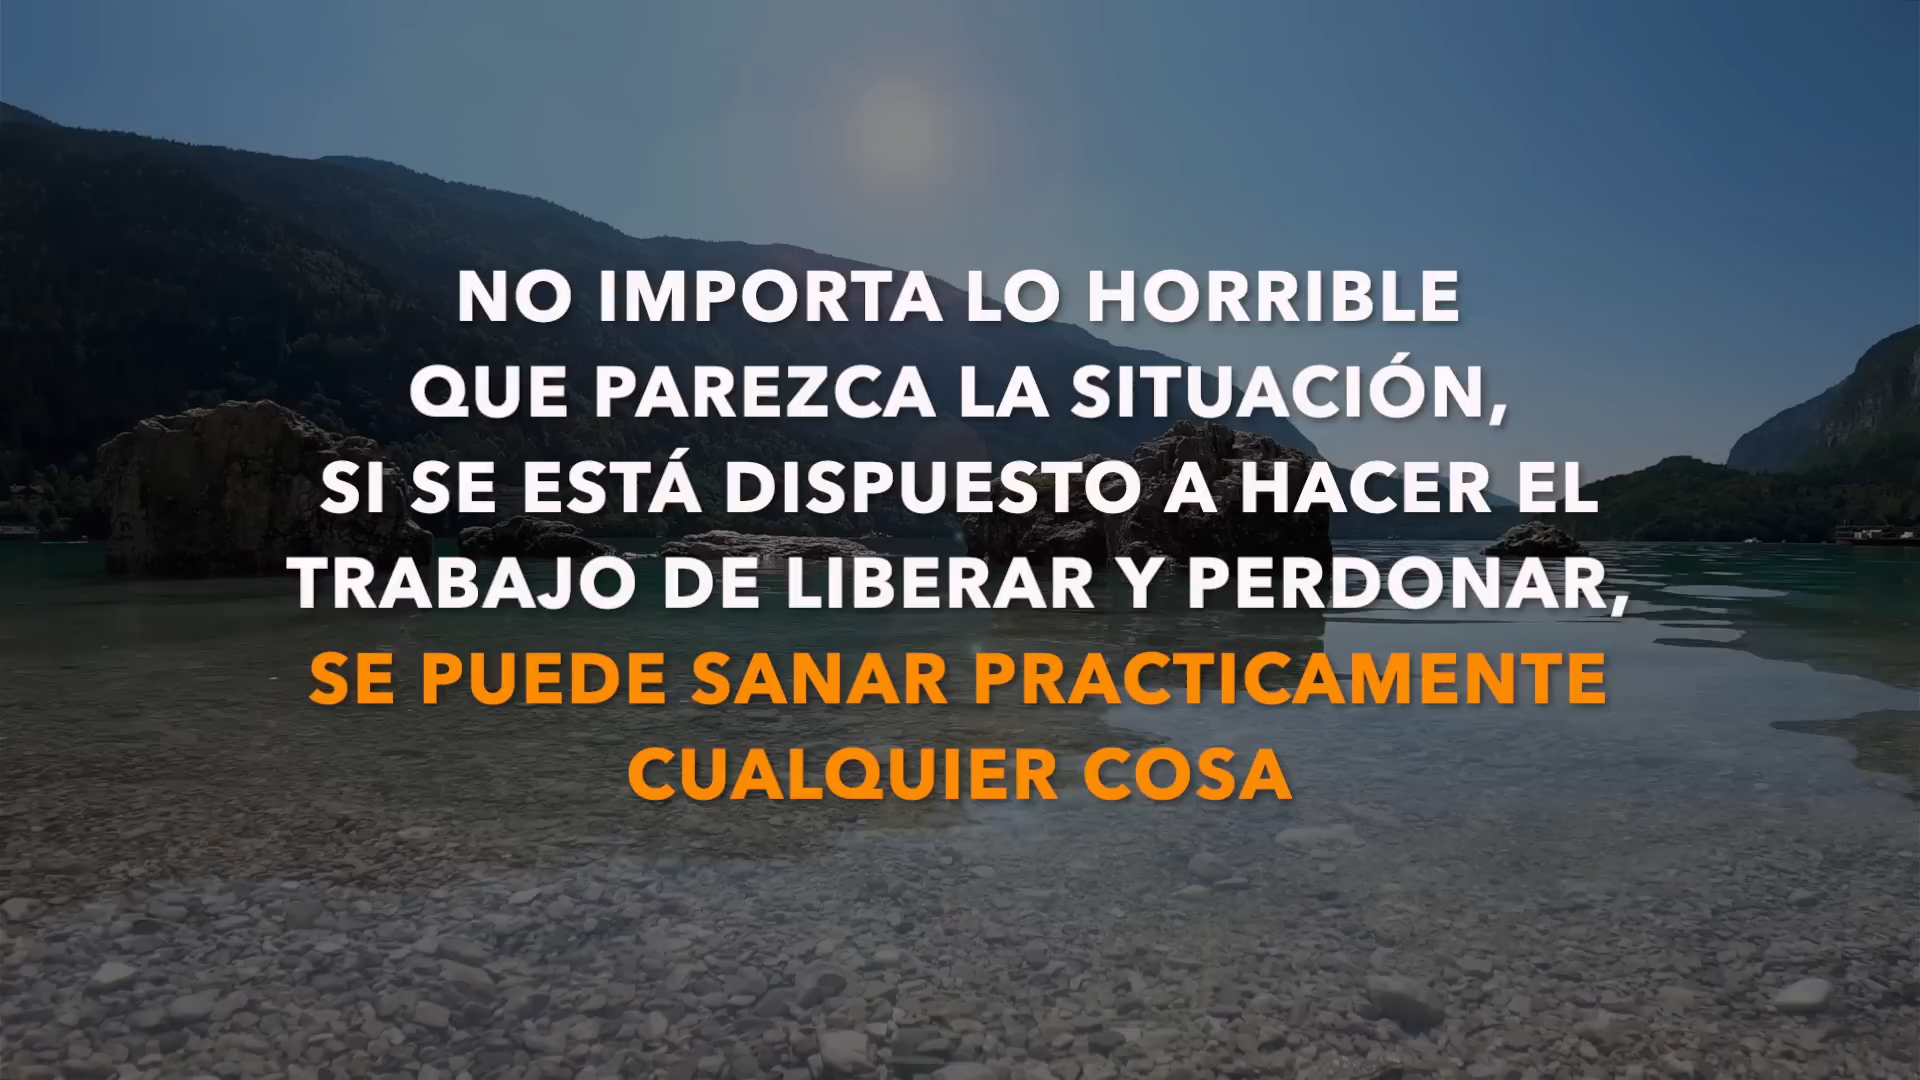 NO IMPORTA LO HORRIBLE
QUE PAREZCA LA SITUACIÓN,
SI SE ESTÁ DISPUESTO A HACER EL
TRABAJO DE LIBERAR Y PERDONAR,
SE PUEDE SANAR PRACTICAMENTE
CUALQUIER COSA